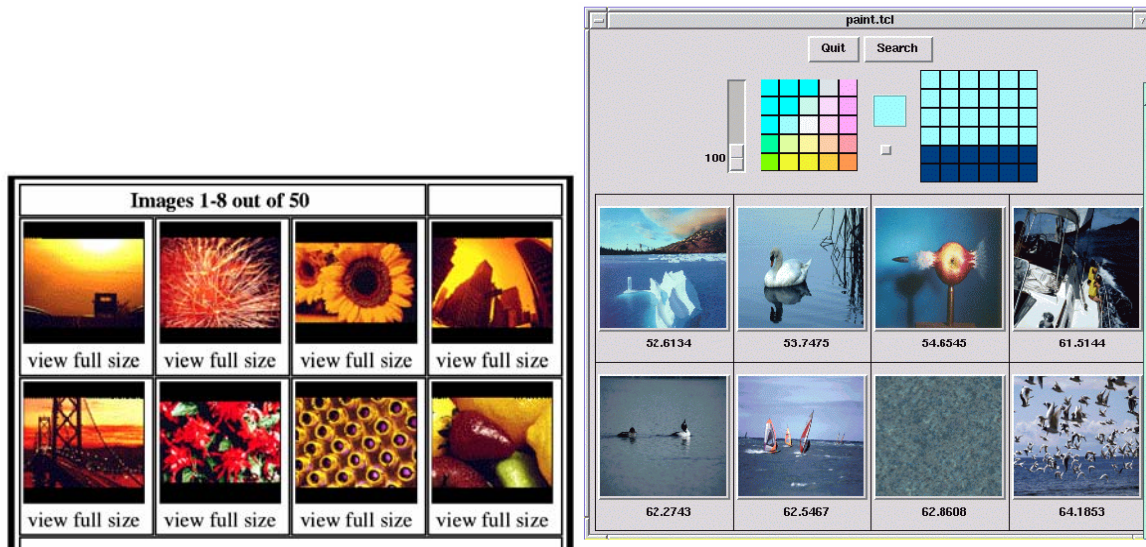 Images 1-8 out of 50
view full size view full size view full size view full size
view full size view full size view full size view full size
paint.tcl
Quit Search
100
52.6134 53.7475 54.6545 61.5144
62.2743 62.5467 62.8608 64.1853